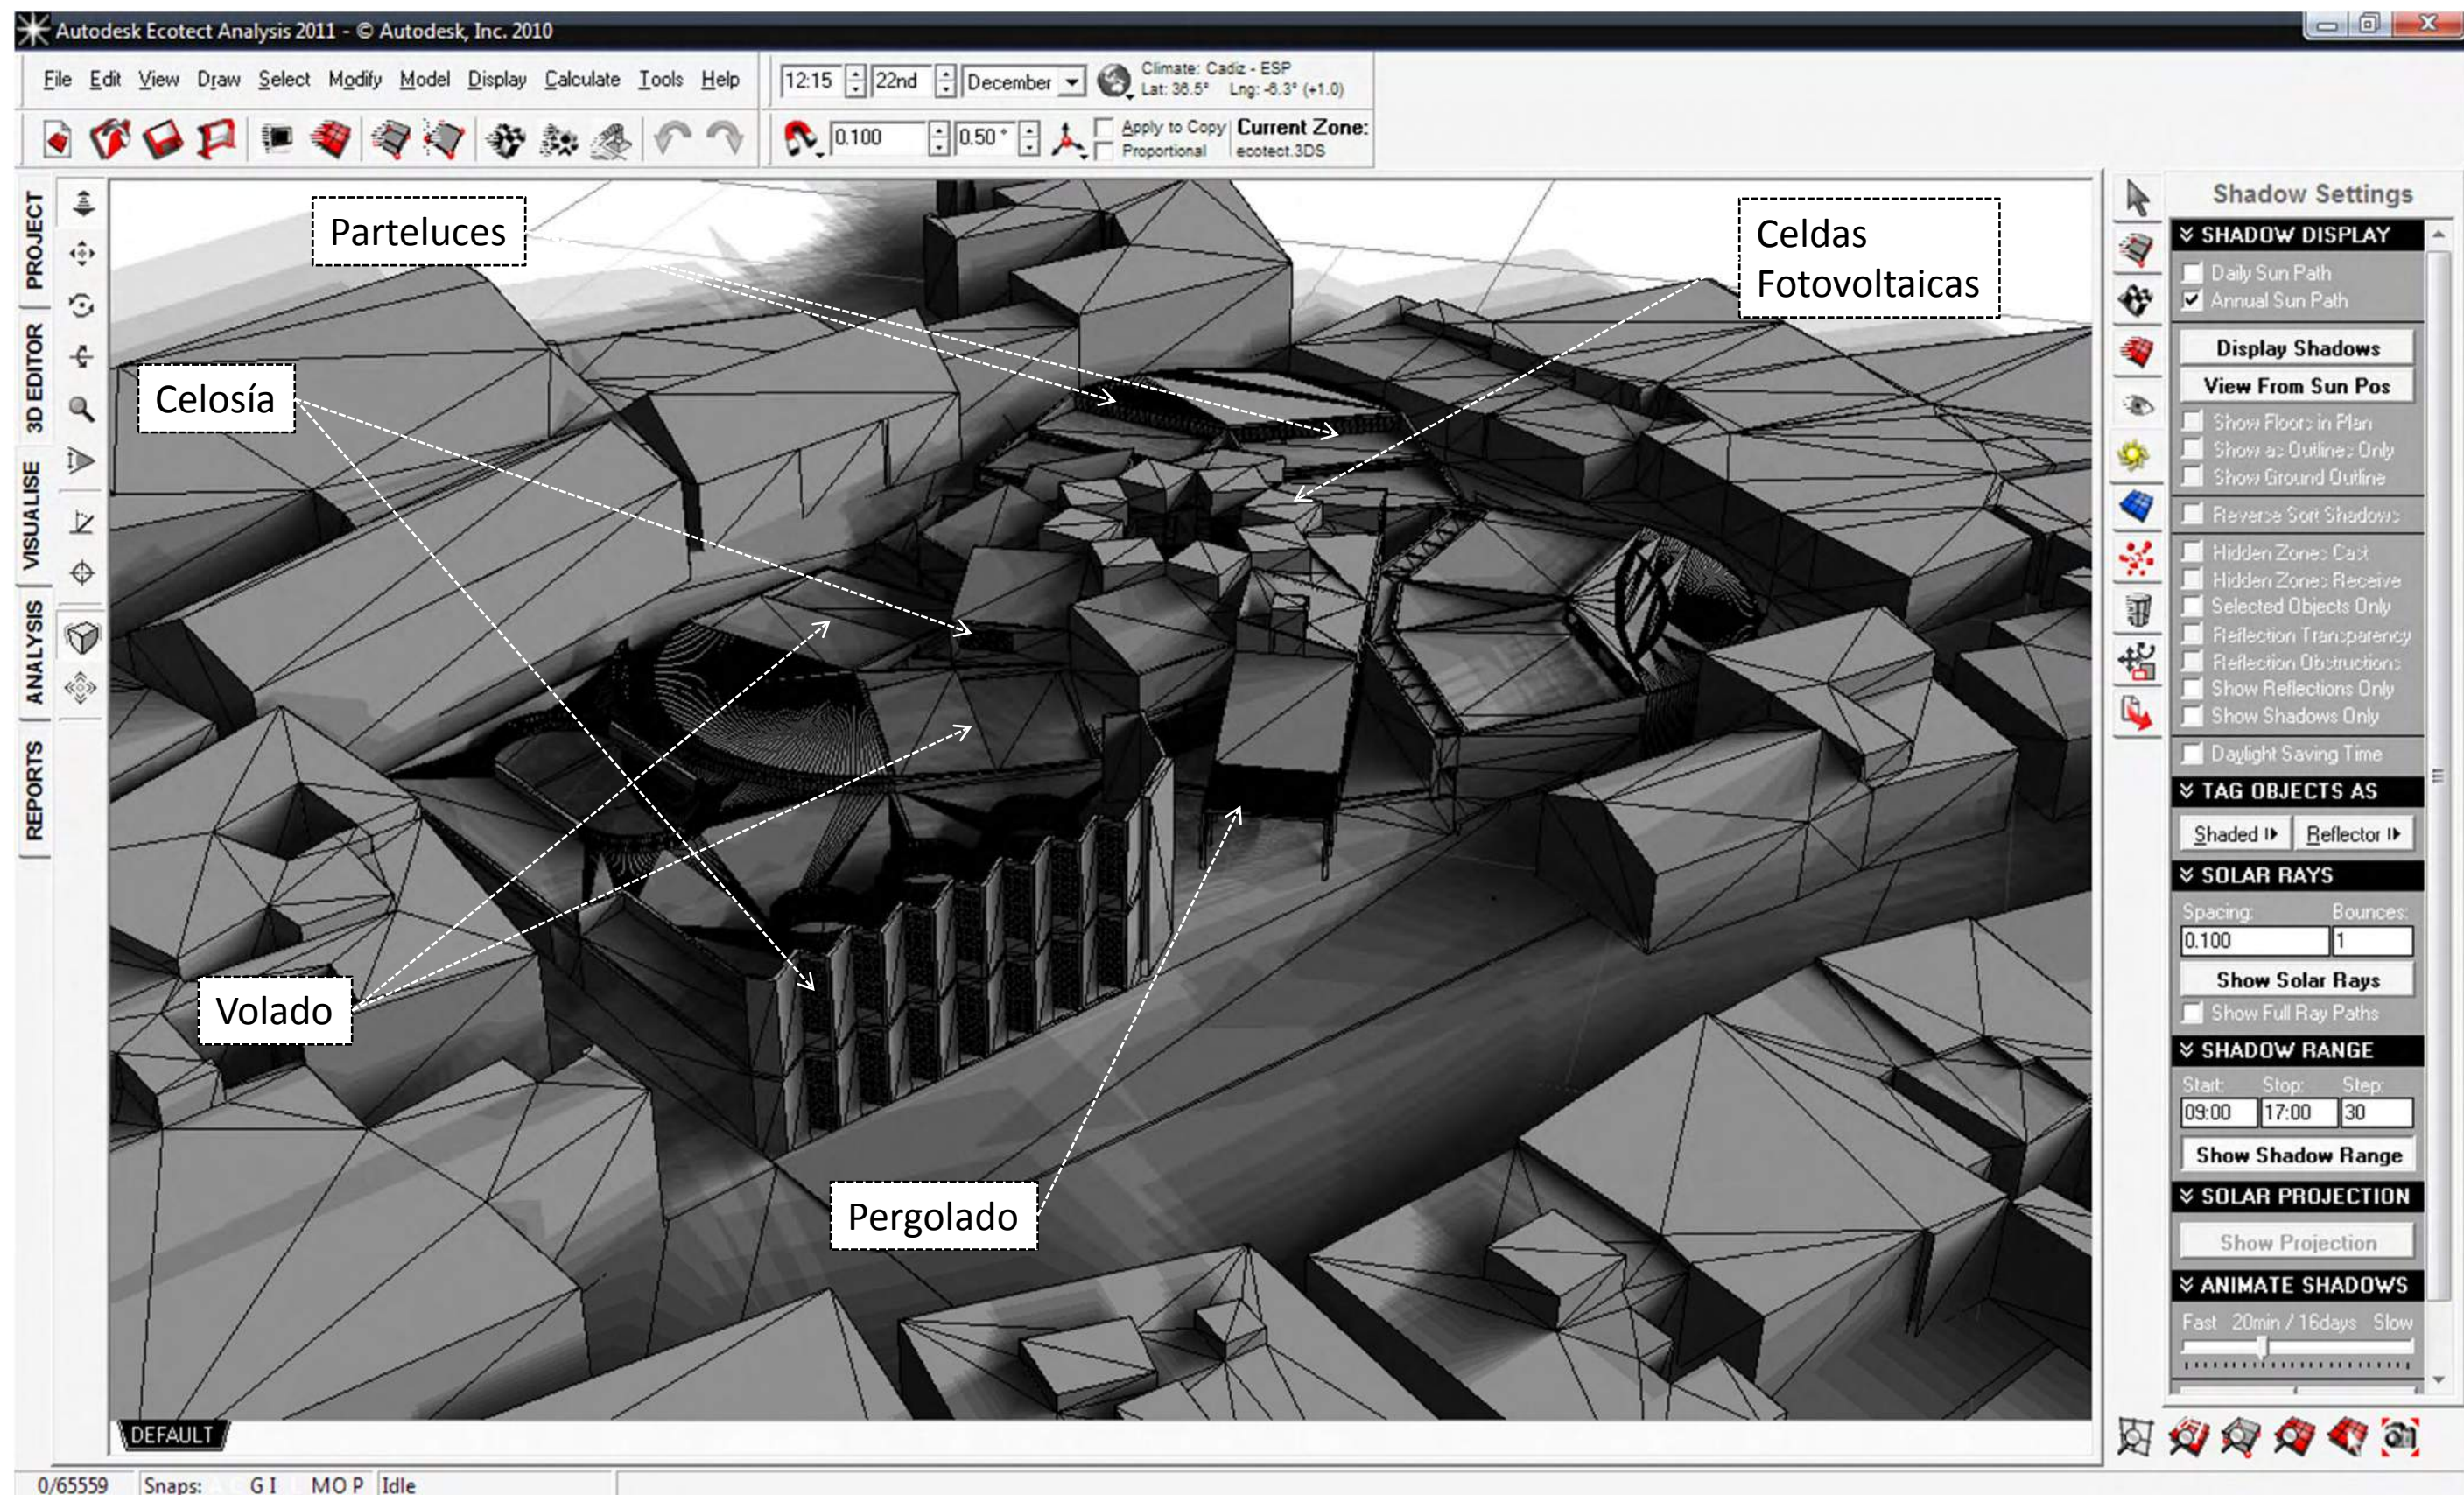 Autodesk Ecotect Analysis 2011 - © Autodesk, Inc. 2010
File Edit View Draw Select Modify Model Display Calculate Tools Help
12:15 22nd December
Climate: Cadiz - ESP
Lat: 36.5° Lng: -6.3° (+1.0)
0.100 0.50 °
Apply to Copy
Proportional
Current Zone:
ecotect.3DS
PROJECT
3D EDITOR
VISUALISE
ANALYSIS
REPORTS
Parteluces
Celdas
Fotovoltaicas
Celosía
Volado
Pergolado
DEFAULT
Shadow Settings
SHADOW DISPLAY
Daily Sun Path
Annual Sun Path
Display Shadows
View From Sun Pos
Show Floors in Plan
Show as Outlines Only
Show Ground Outline
Reverse Sort Shadows
Hidden Zones Cast
Hidden Zones Receive
Selected Objects Only
Reflection Transparency
Reflection Obstructions
Show Reflections Only
Show Shadows Only
Daylight Saving Time
TAG OBJECTS AS
Shaded Reflector
SOLAR RAYS
Spacing: Bounces:
0.100 1
Show Solar Rays
Show Full Ray Paths
SHADOW RANGE
Start: Stop: Step:
09:00 17:00 30
Show Shadow Range
SOLAR PROJECTION
Show Projection
ANIMATE SHADOWS
Fast 20min / 16days Slow
0/65559 Snaps: G I M O P Idle